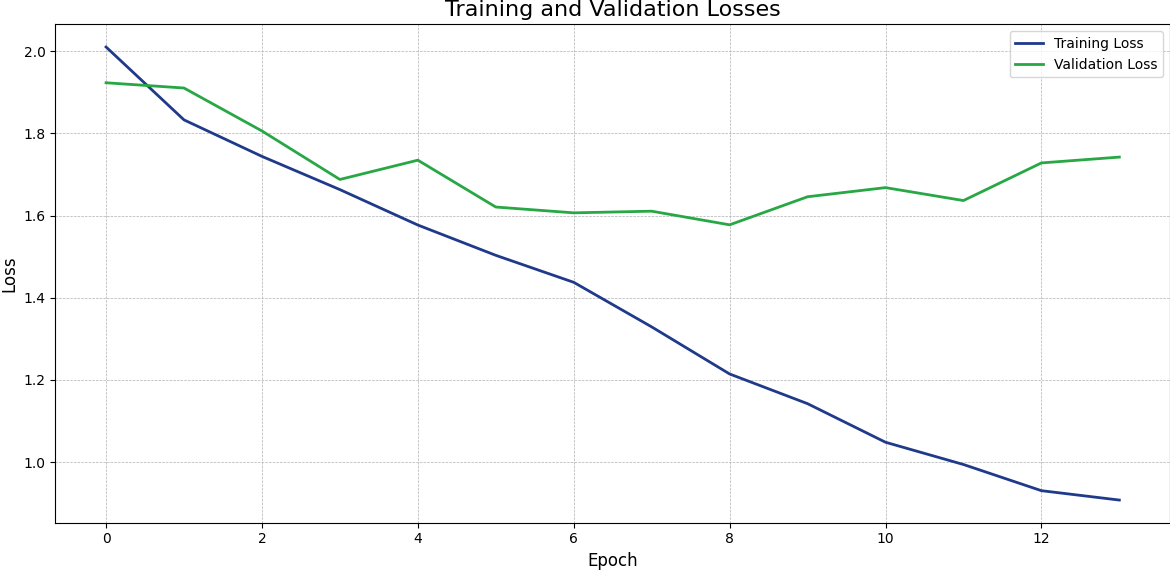 Training and Validation Losses
Training Loss
Validation Loss
2.0
1.8
1.6
1.4
1.2
1.0
Loss
0 2 4 6 8 10 12
Epoch